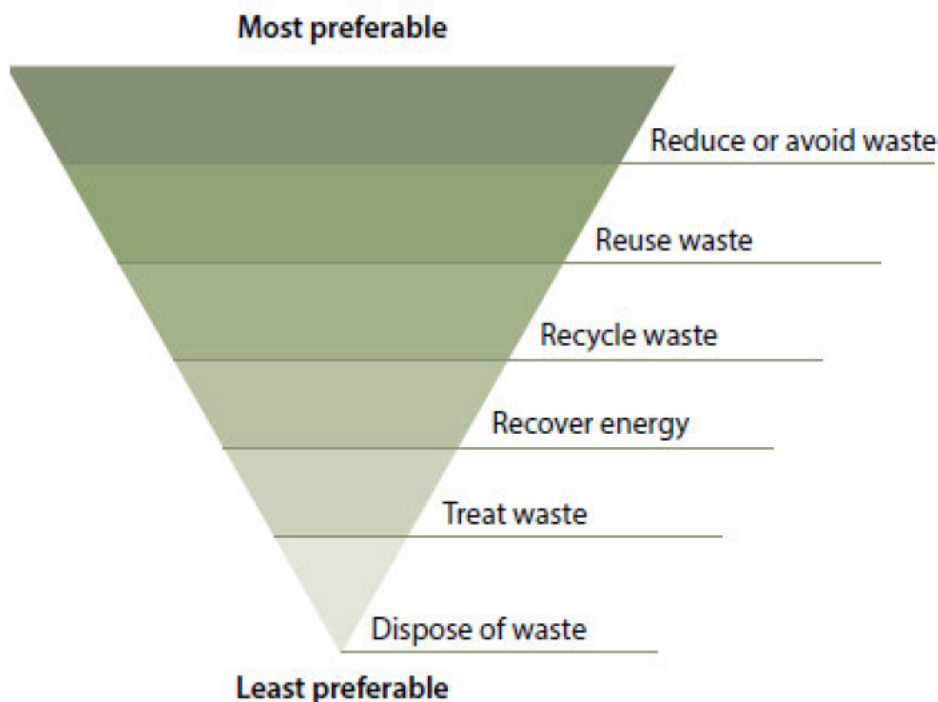 Most preferable
Reduce or avoid waste
Reuse waste
Recycle waste
Recover energy
Treat waste
Dispose of waste
Least preferable